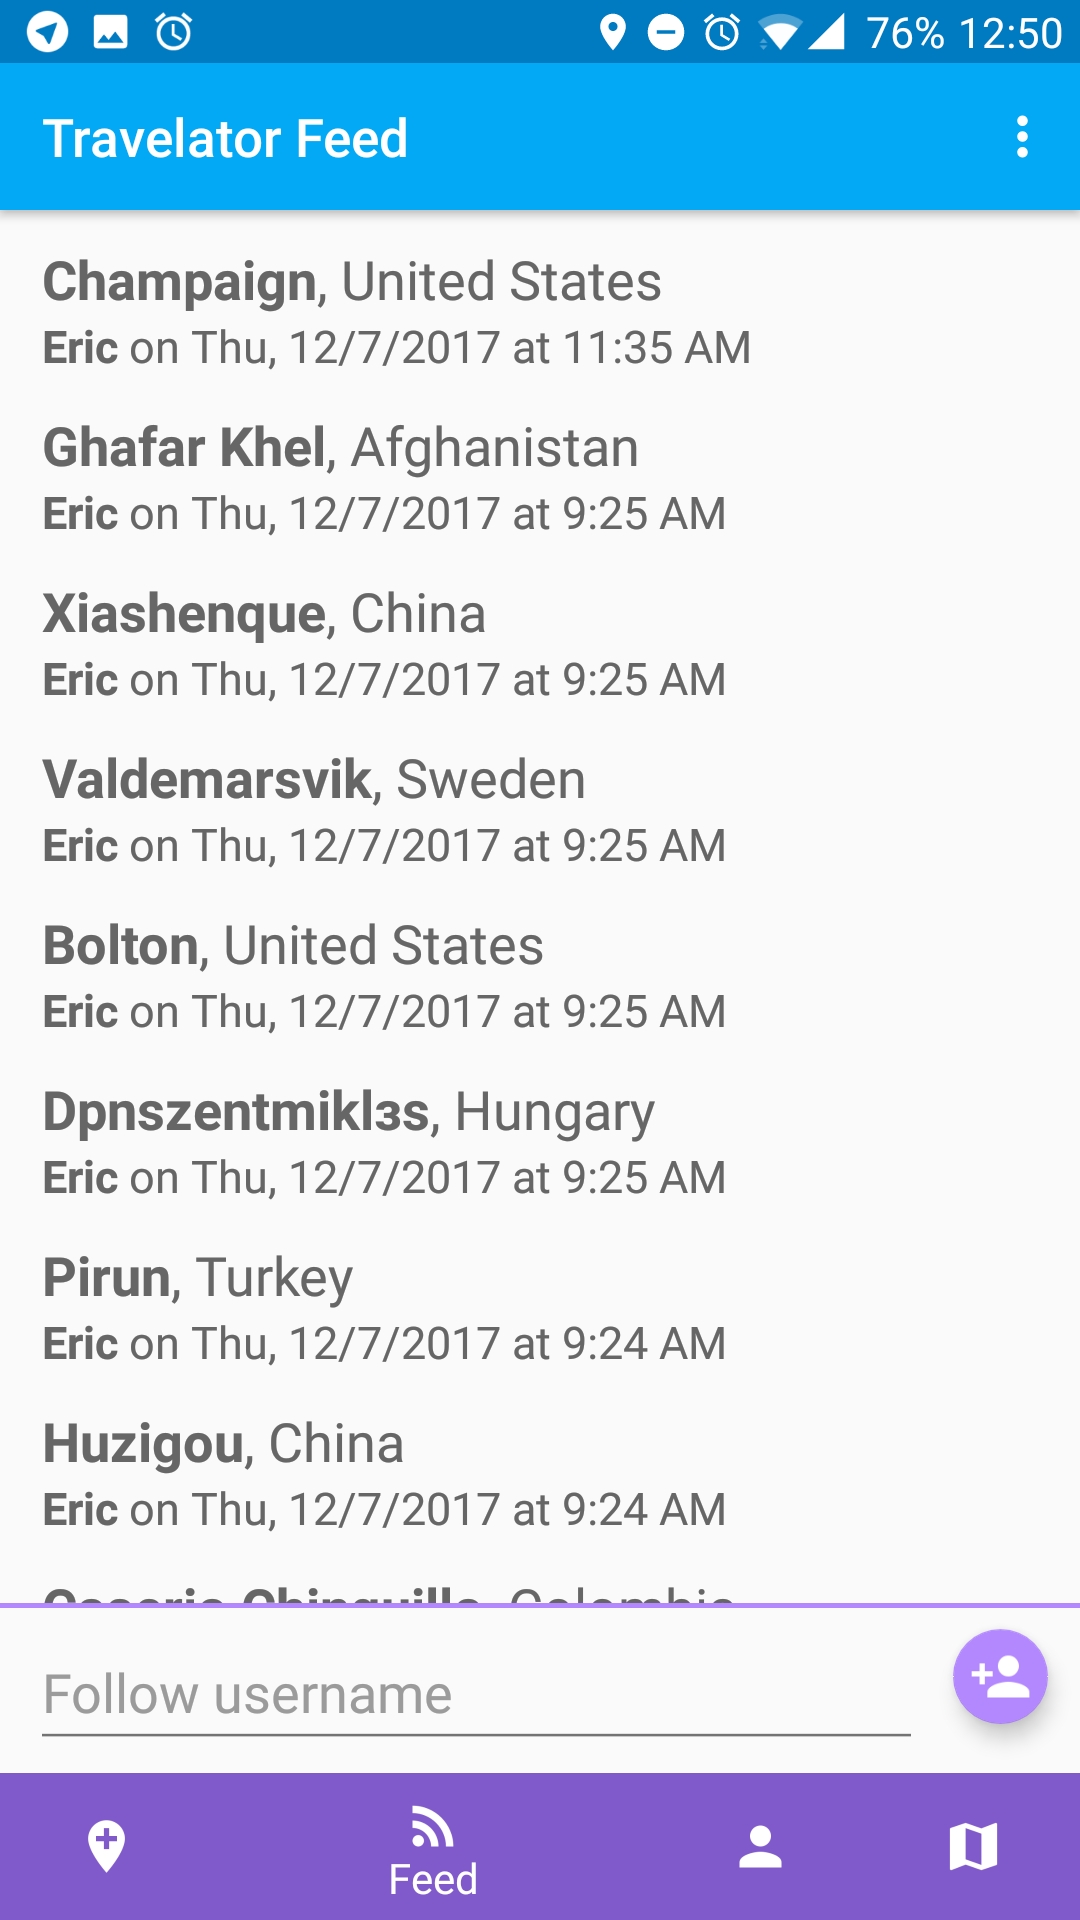 76% 12:50
Travelator Feed
Champaign, United States
Eric on Thu, 12/7/2017 at 11:35 AM
Ghafar Khel, Afghanistan
Eric on Thu, 12/7/2017 at 9:25 AM
Xiashenque, China
Eric on Thu, 12/7/2017 at 9:25 AM
Valdemarsvik, Sweden
Eric on Thu, 12/7/2017 at 9:25 AM
Bolton, United States
Eric on Thu, 12/7/2017 at 9:25 AM
Dpnszentmiklзs, Hungary
Eric on Thu, 12/7/2017 at 9:25 AM
Pirun, Turkey
Eric on Thu, 12/7/2017 at 9:24 AM
Huzigou, China
Eric on Thu, 12/7/2017 at 9:24 AM
Colombia
Follow username
Feed